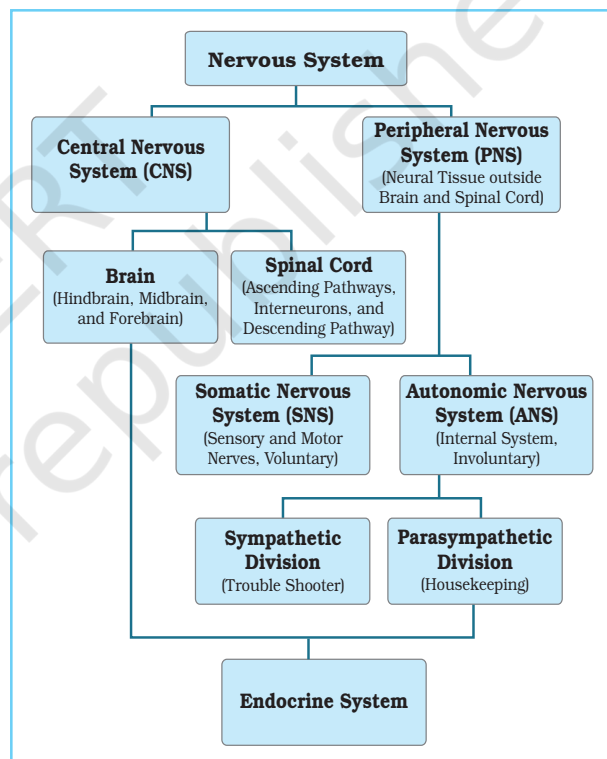 Nervous System
Central Nervous
System (CNS)
Peripheral Nervous
System (PNS)
(Neural Tissue outside
Brain and Spinal Cord)
Brain
(Hindbrain, Midbrain,
and Forebrain)
Spinal Cord
(Ascending Pathways,
Interneurons, and
Descending Pathway)
Somatic Nervous
System (SNS)
(Sensory and Motor
Nerves, Voluntary)
Autonomic Nervous
System (ANS)
(Internal System,
Involuntary)
Sympathetic
Division
(Trouble Shooter)
Parasympathetic
Division
(Housekeeping)
Endocrine System
ERT
republishe